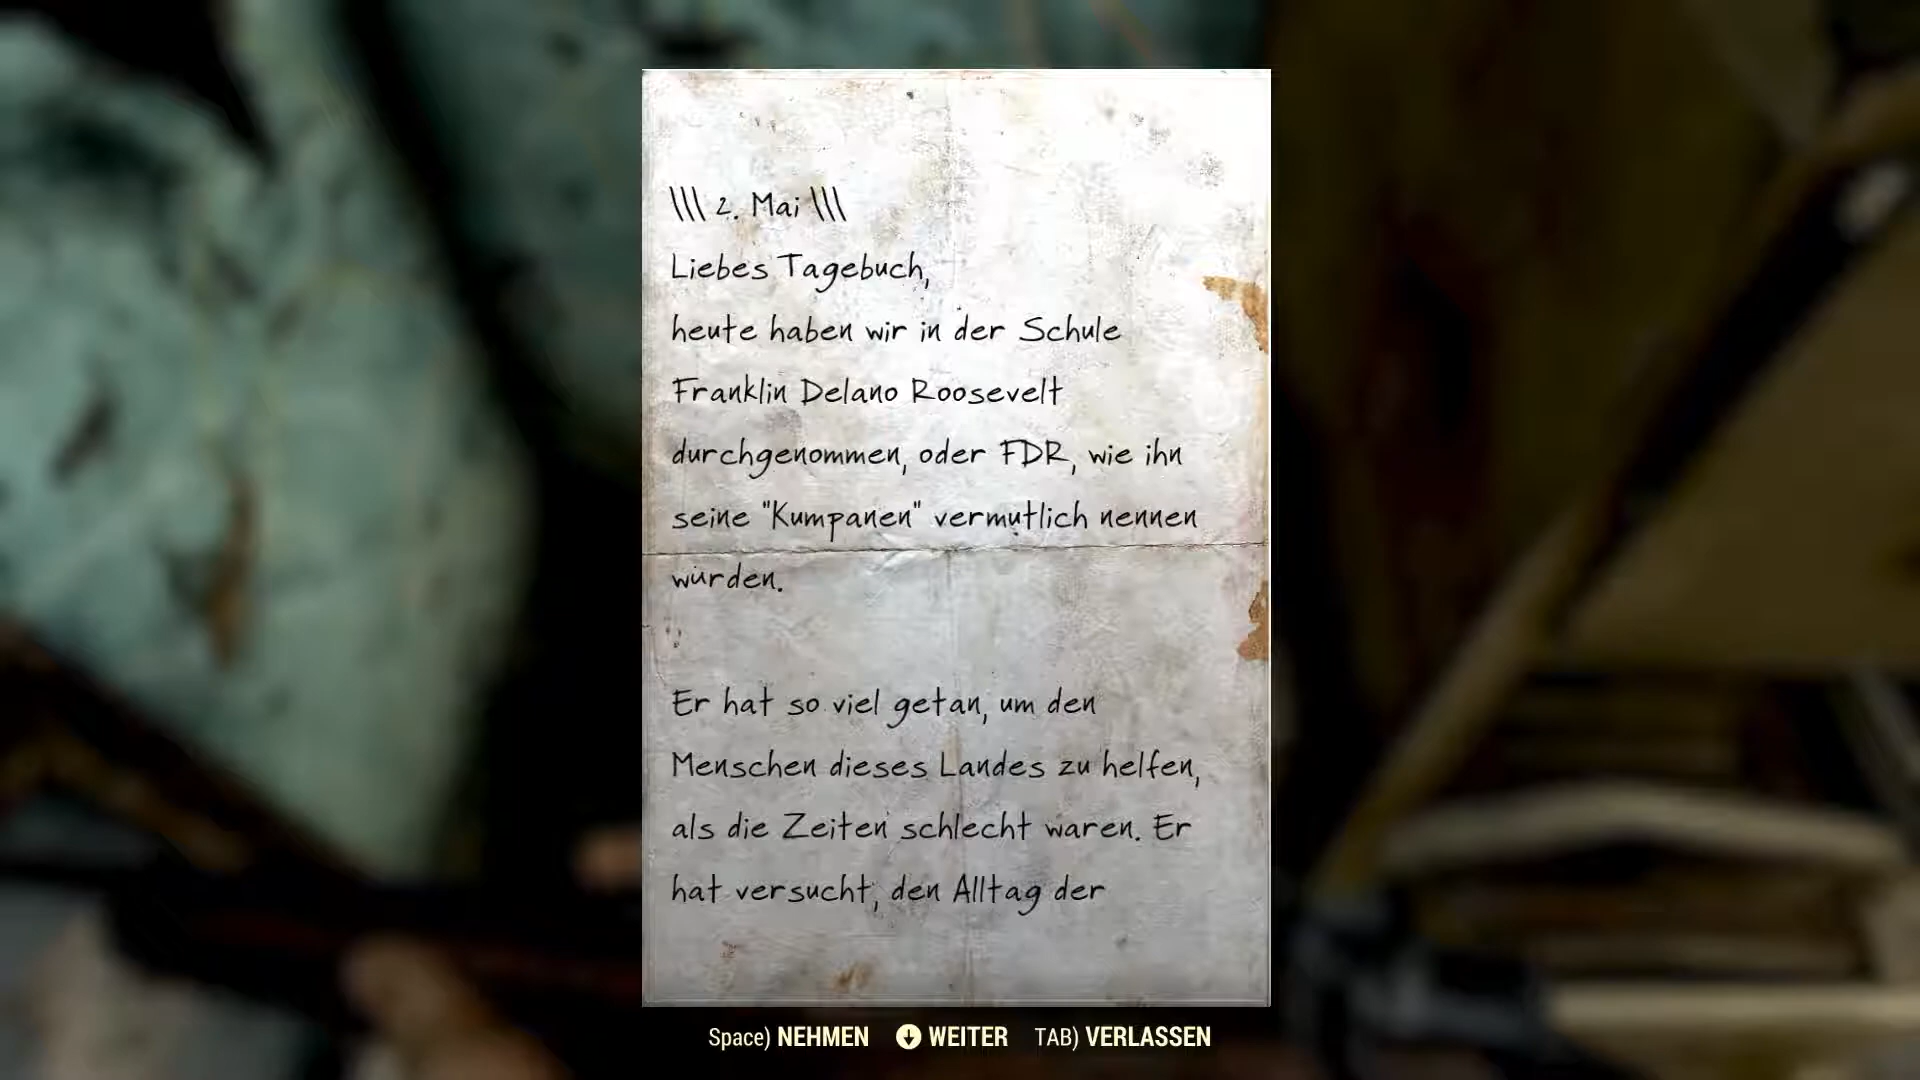 \\\ 2. Mai \\\
Liebes Tagebuch,
heute haben wir in der Schule
Franklin Delano Roosevelt
durchgenommen, oder FDR, wie ihn
seine "Kumpanen" vermutlich nennen
würden.
Er hat so viel getan, um den
Menschen dieses Landes zu helfen,
als die Zeiten schlecht waren. Er
hat versucht, den Alltag der
Space) NEHMEN WEITER TAB) VERLASSEN